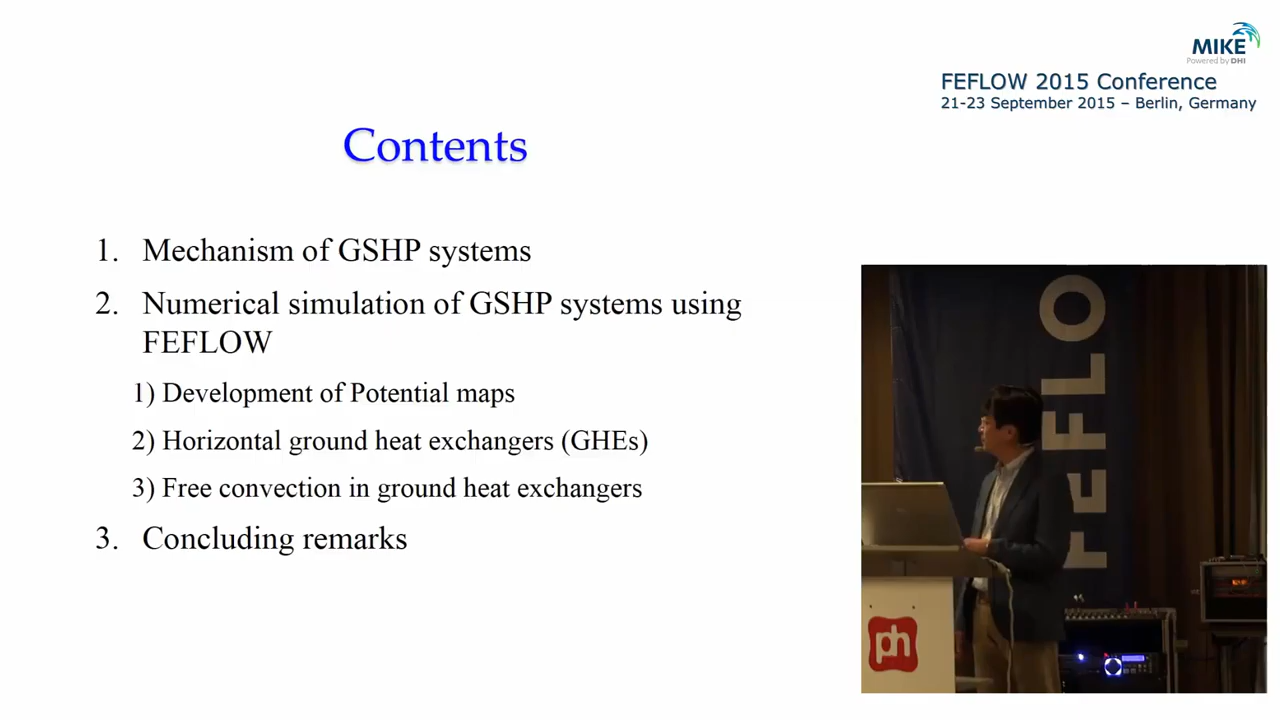 MIKE
Powered by DHI
FEFLOW 2015 Conference
21-23 September 2015 – Berlin, Germany
Contents
1. Mechanism of GSHP systems
2. Numerical simulation of GSHP systems using
FEFLOW
1) Development of Potential maps
2) Horizontal ground heat exchangers (GHEs)
3) Free convection in ground heat exchangers
3. Concluding remarks
FEFLO
ph